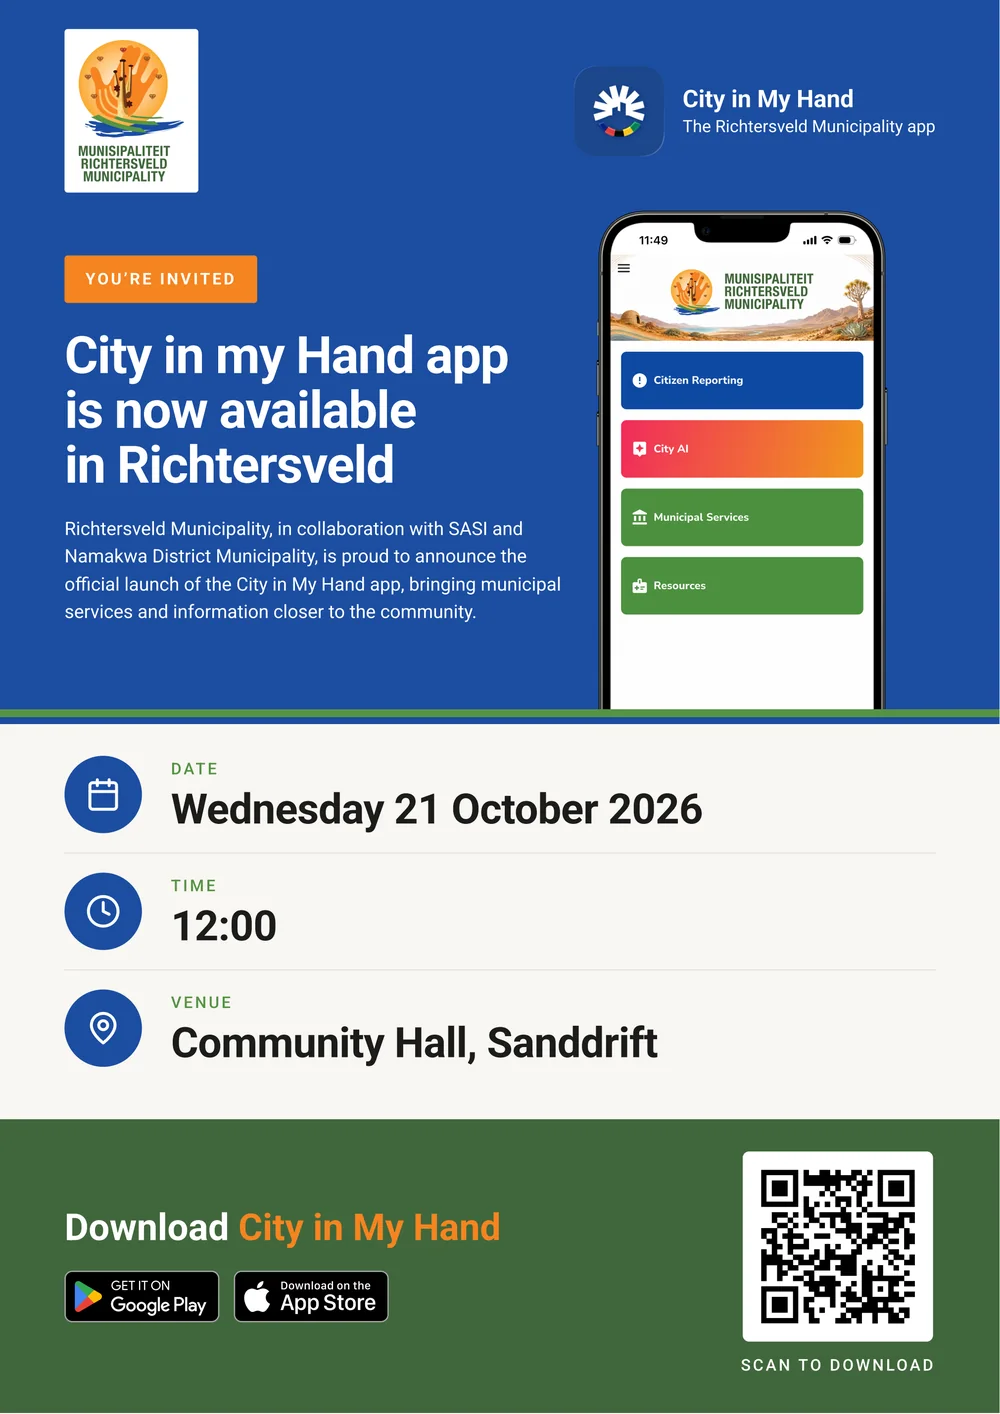 MUNISIPALITEIT
RICHTERSVELD
MUNICIPALITY
City in My Hand
The Richtersveld Municipality app
YOU'RE INVITED
City in my Hand app
is now available
in Richtersveld
Richtersveld Municipality, in collaboration with SASI and
Namakwa District Municipality, is proud to announce the
official launch of the City in My Hand app, bringing municipal
services and information closer to the community.
11:49
MUNISIPALITEIT
RICHTERSVELD
MUNICIPALITY
Citizen Reporting
City AI
Municipal Services
Resources
DATE
Wednesday 21 October 2026
TIME
12:00
VENUE
Community Hall, Sanddrift
Download City in My Hand
GET IT ON
Google Play
Download on the
App Store
SCAN TO DOWNLOAD